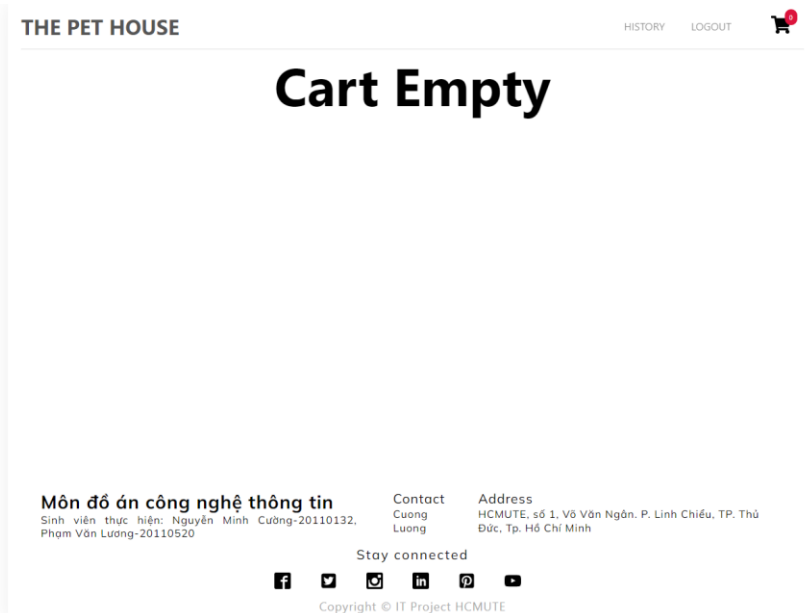 THE PET HOUSE
HISTORY
LOGOUT
0
Cart Empty
Môn đồ án công nghệ thông tin
Sinh viên thực hiện: Nguyễn Minh Cường-20110132,
Phạm Văn Lương-20110520
Contact
Cuong
Luong
Address
HCMUTE, số 1, Võ Văn Ngân. P. Linh Chiểu, TP. Thủ
Đức, Tp. Hồ Chí Minh
Stay connected
Copyright © IT Project HCMUTE